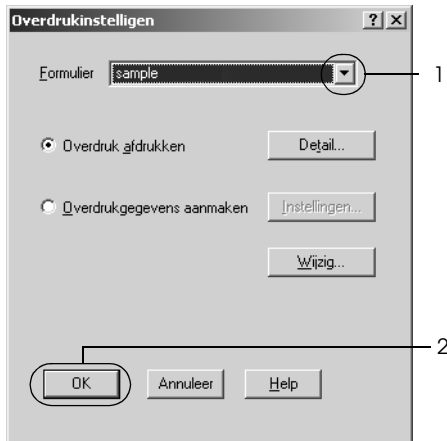 Overdrukinstelligen
Formulier sample 1
Overdruk afdrukken Detail...
Overdrukgegevens aanmaken Instellingen...
Wijzig...
2
OK Annuleer Help